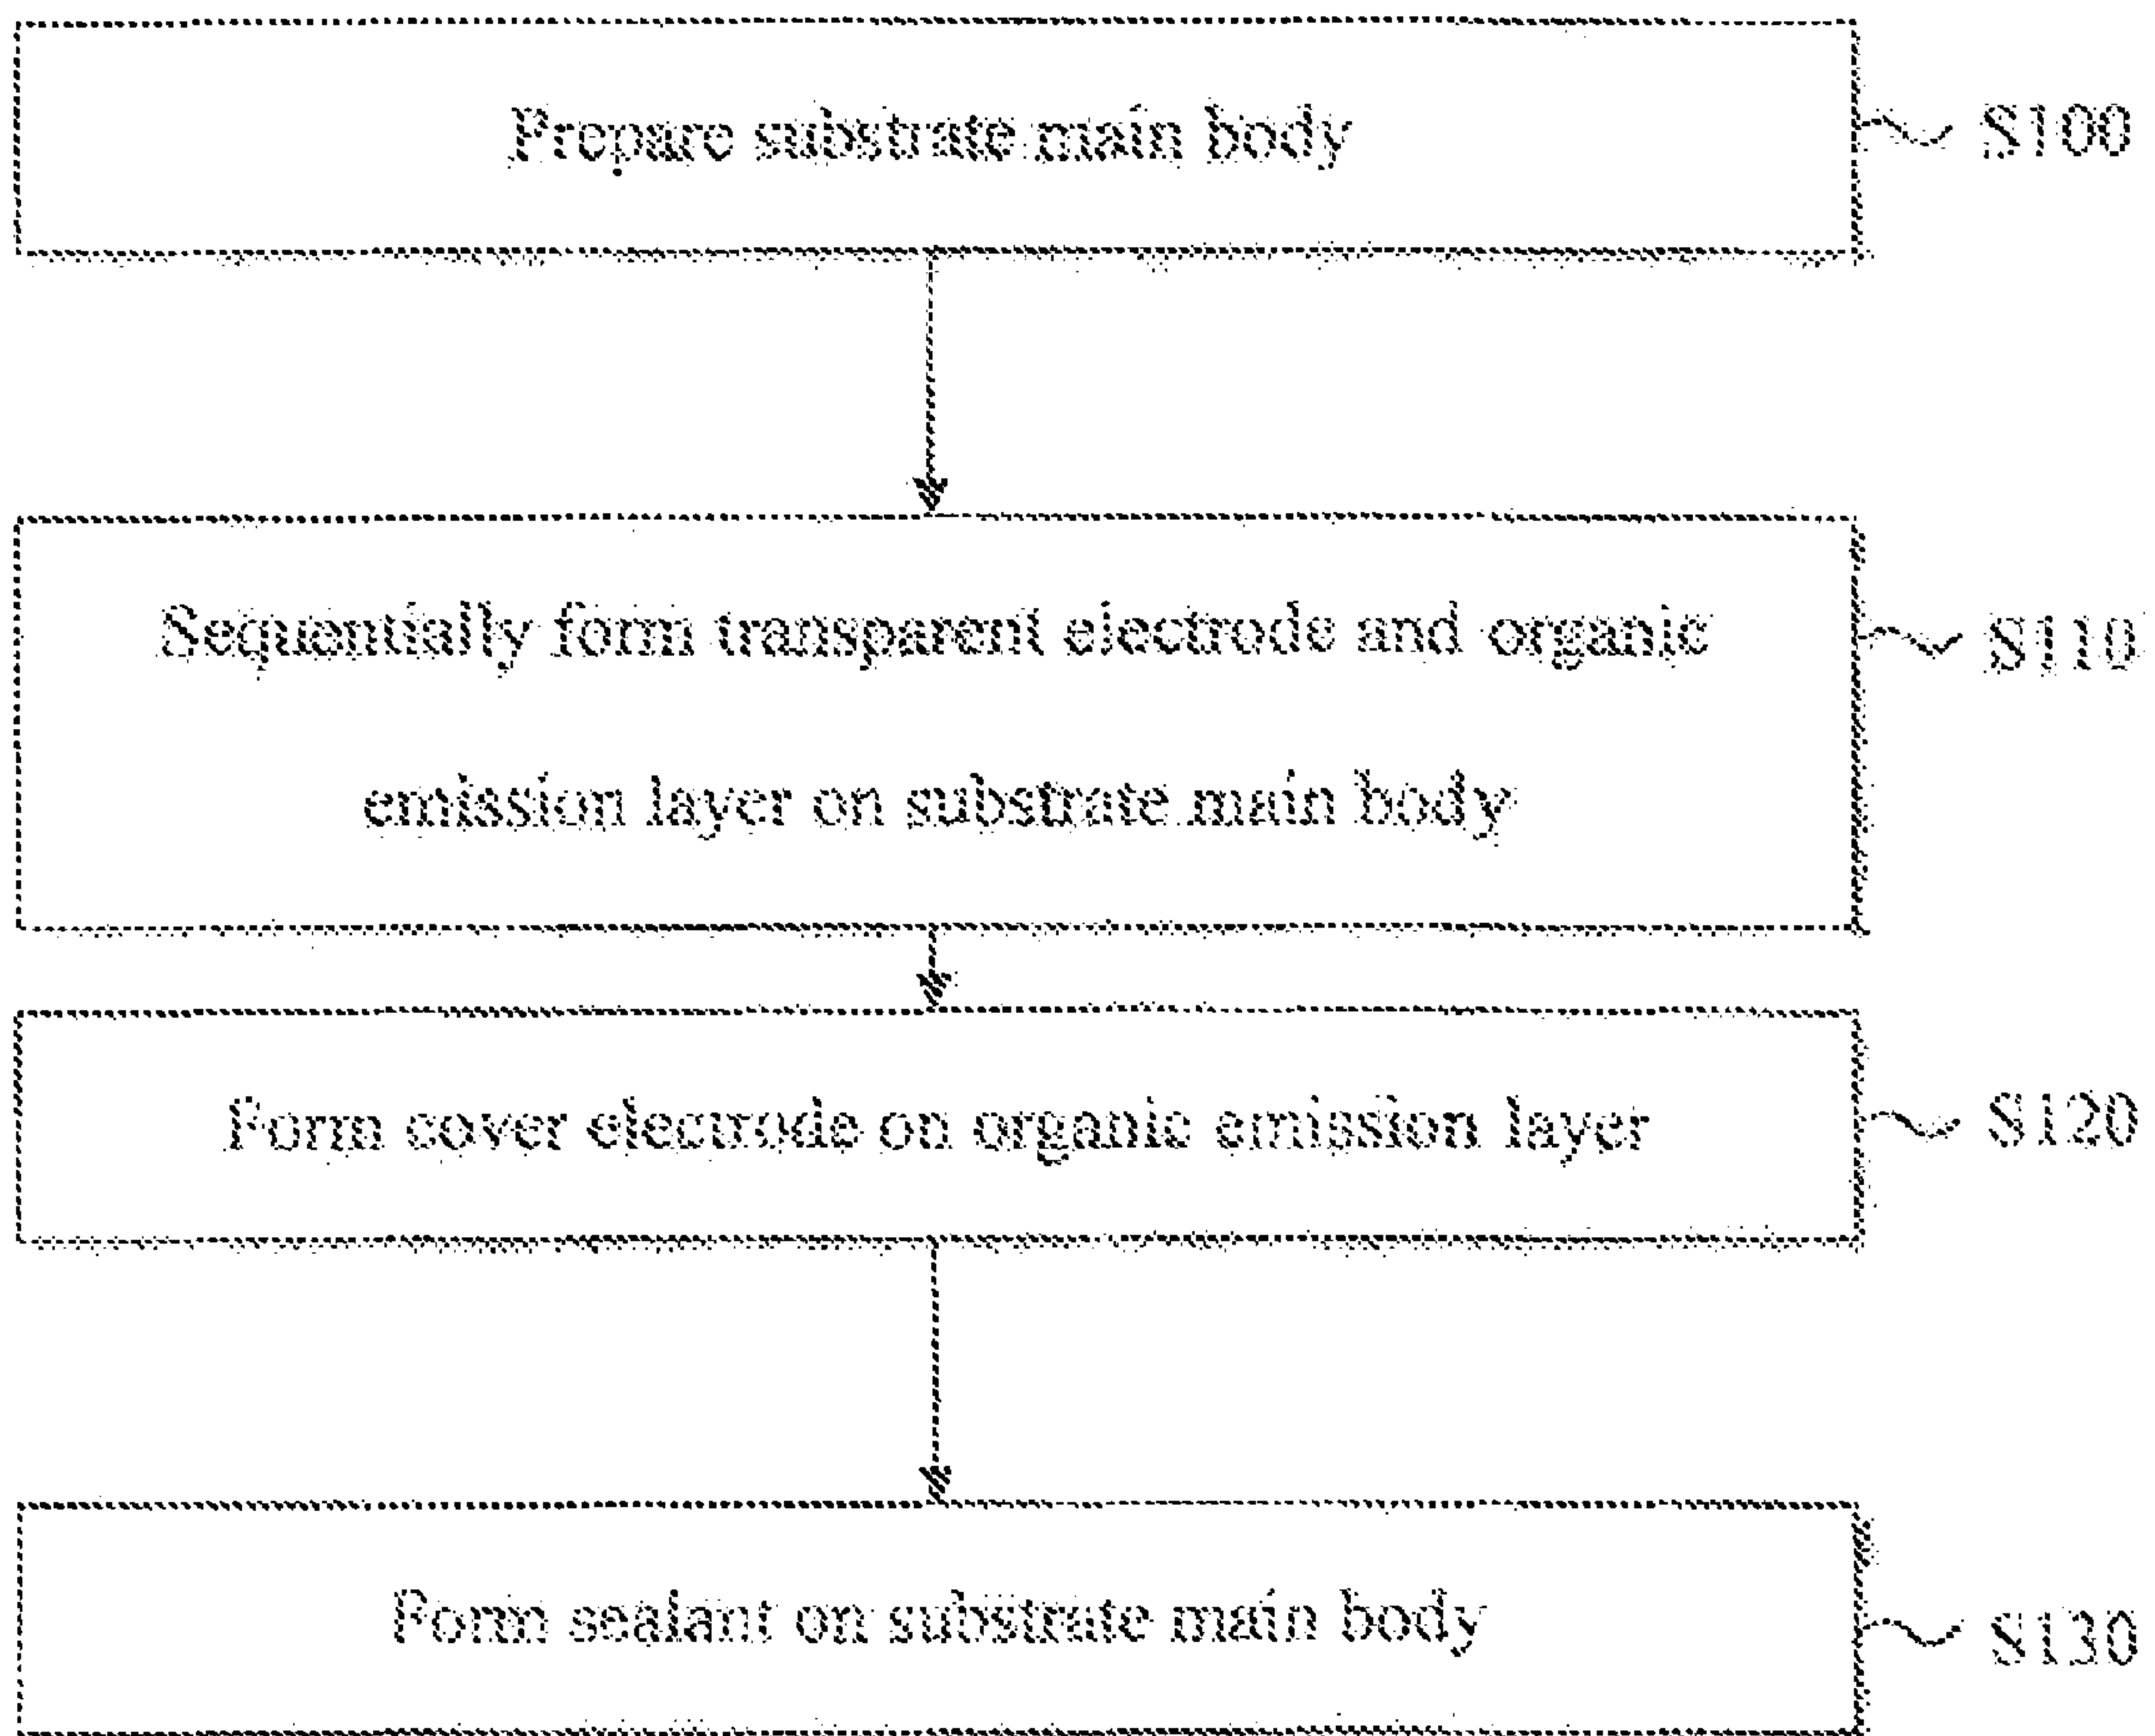 Prepare substrate main body
S100
Sequentially form transparent electrode and organic
emission layer on substrate main body
S110
Form cover electrode on organic emission layer
S120
Form sealant on substrate main body
S130